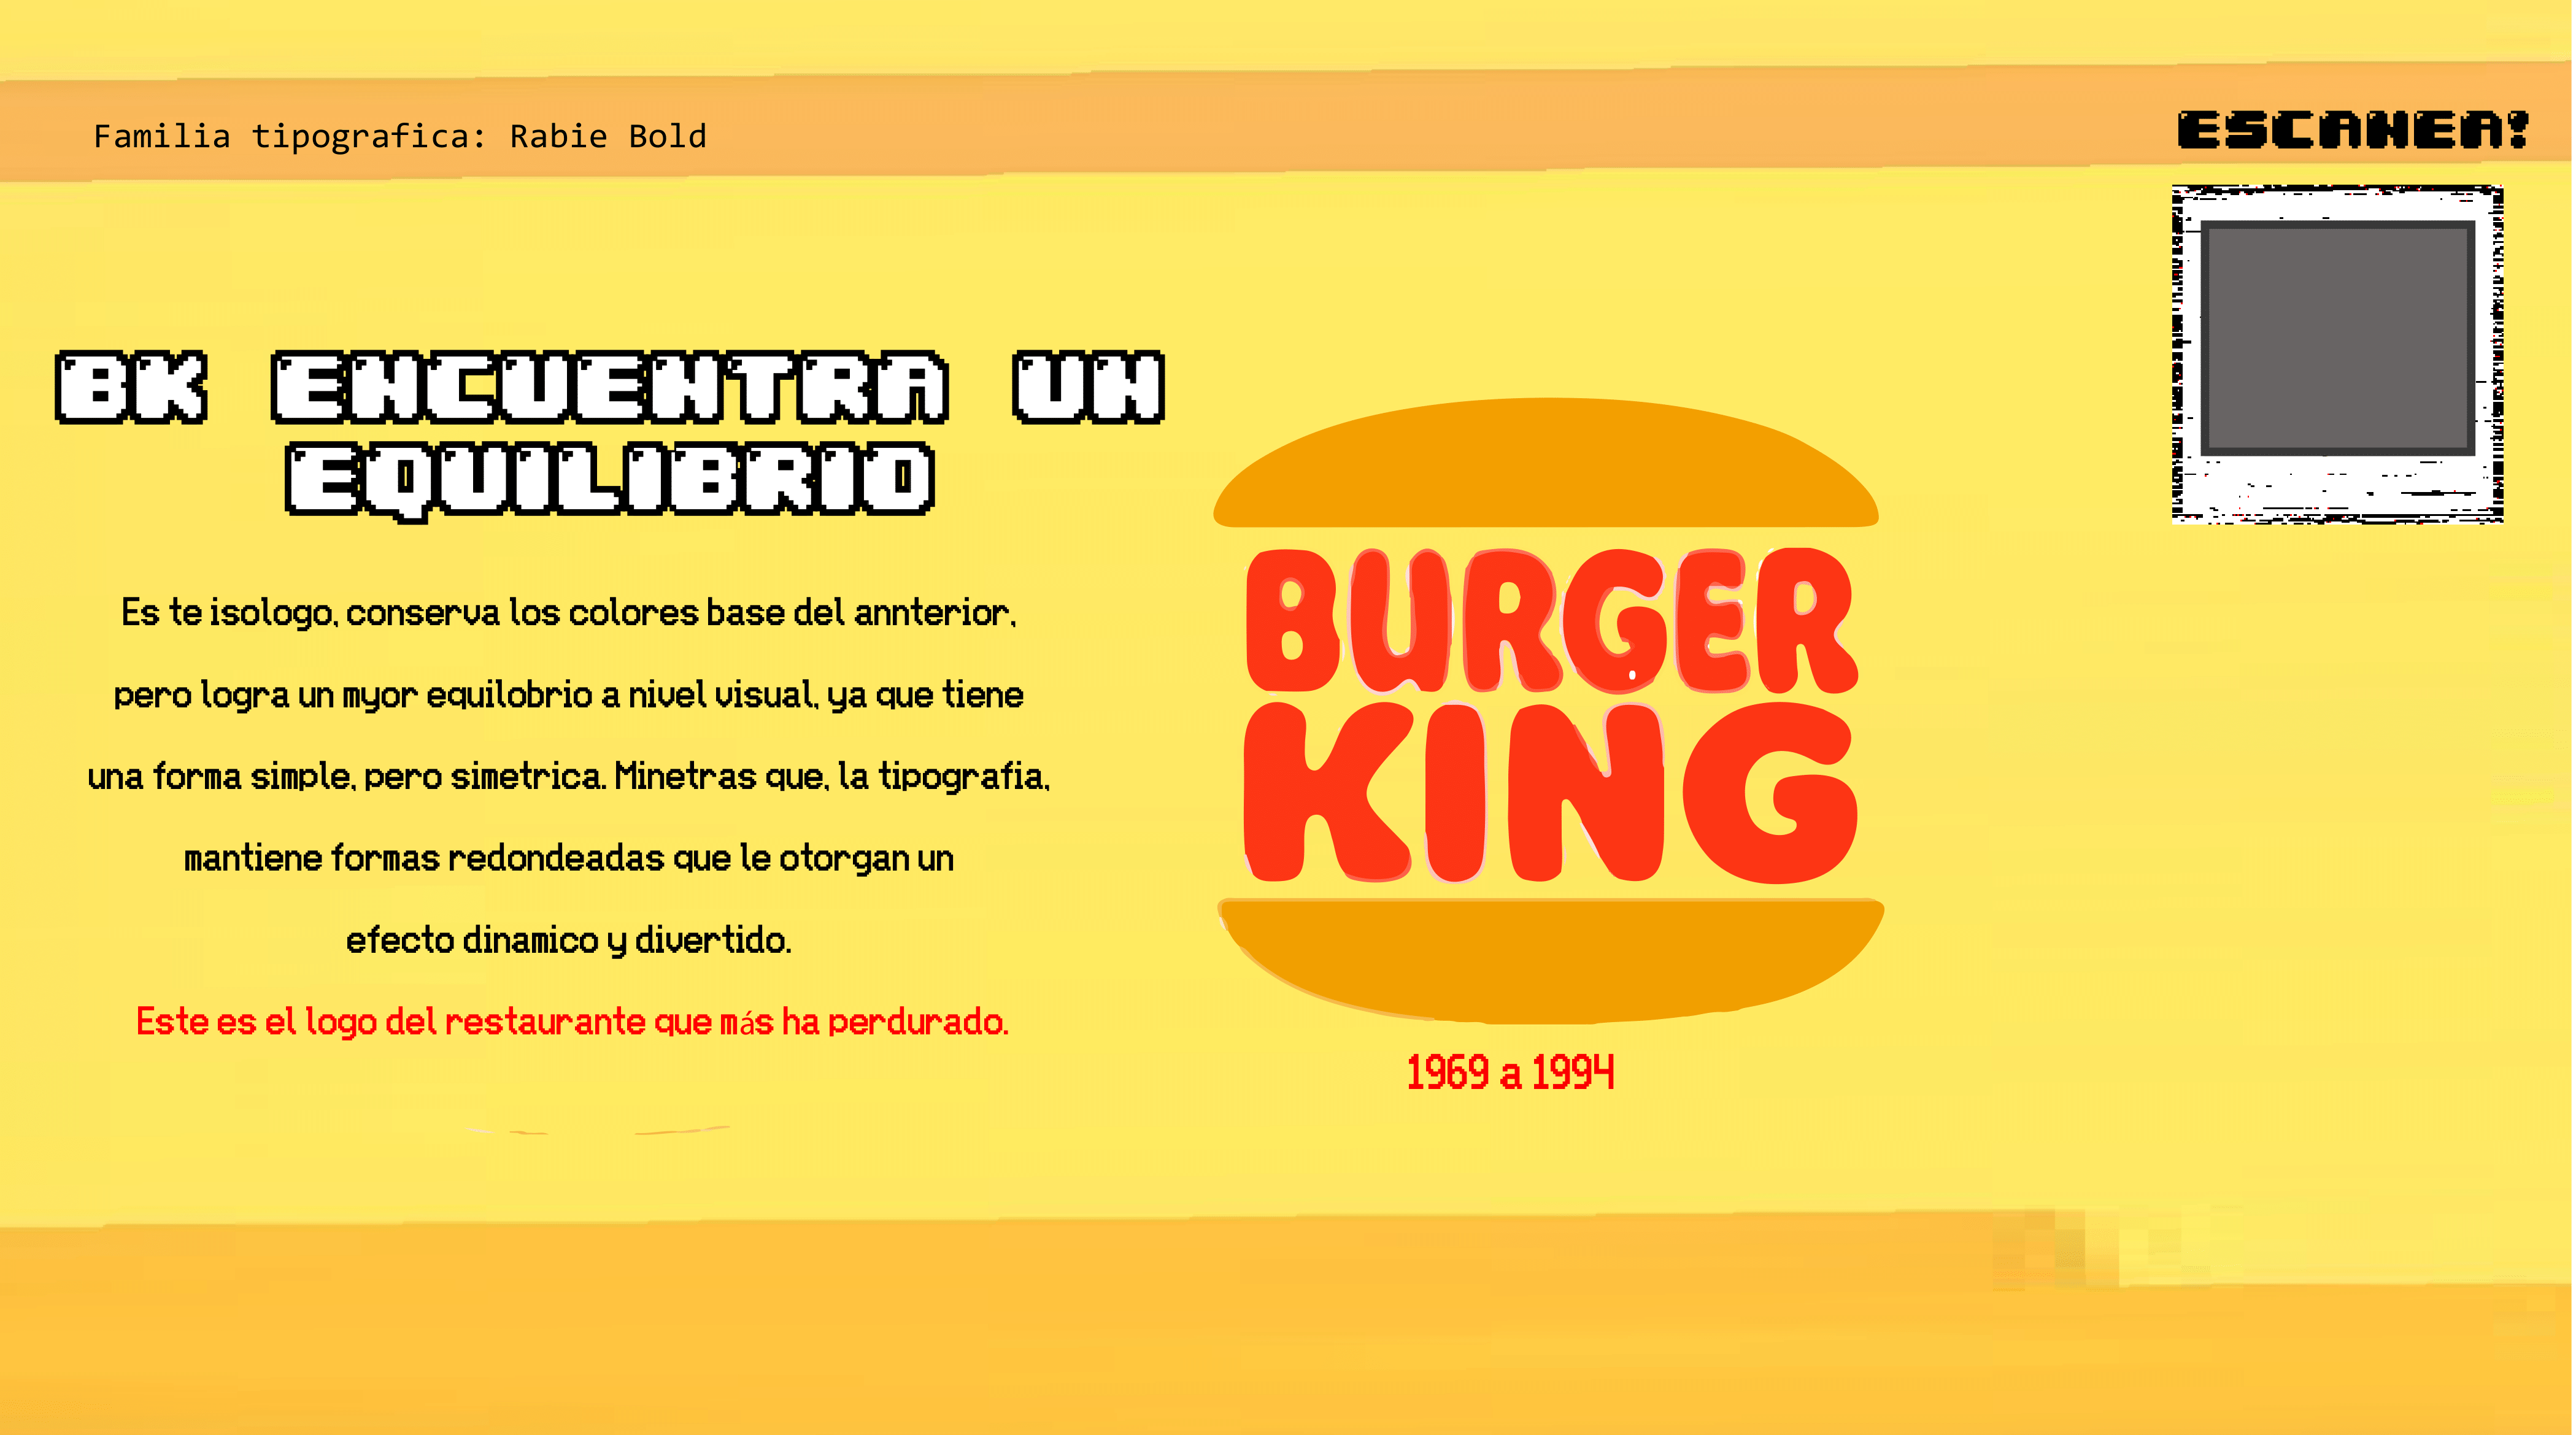 Familia tipografica: Rabie Bold
ESCANEA!
BK ENCUENTRA UN
EQUILIBRIO
Es te isologo, conserva los colores base del annterior,
pero logra un myor equilobrio a nivel visual, ya que tiene
una forma simple, pero simetrica. Minetras que, la tipografia,
mantiene formas redondeadas que le otorgan un
efecto dinamico y divertido.
Este es el logo del restaurante que más ha perdurado.
BURGER
KING
1969 a 1994